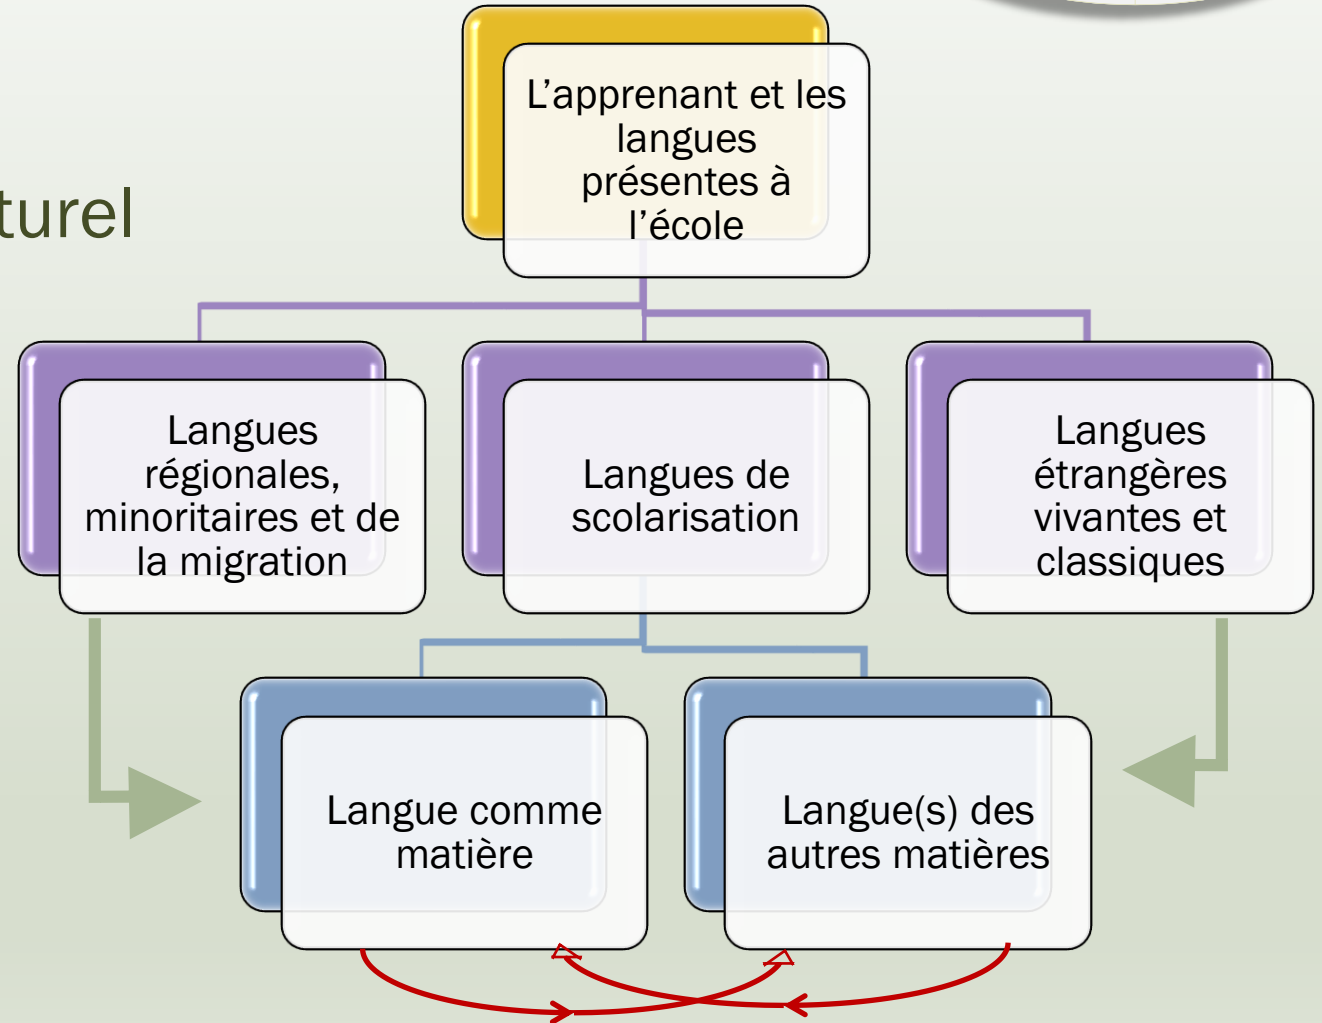 L’apprenant et les
langues
présentes à
l’école
turel
Langues
régionales,
minoritaires et de
la migration
Langues de
scolarisation
Langues
étrangères
vivantes et
classiques
Langue comme
matière
Langue(s) des
autres matières